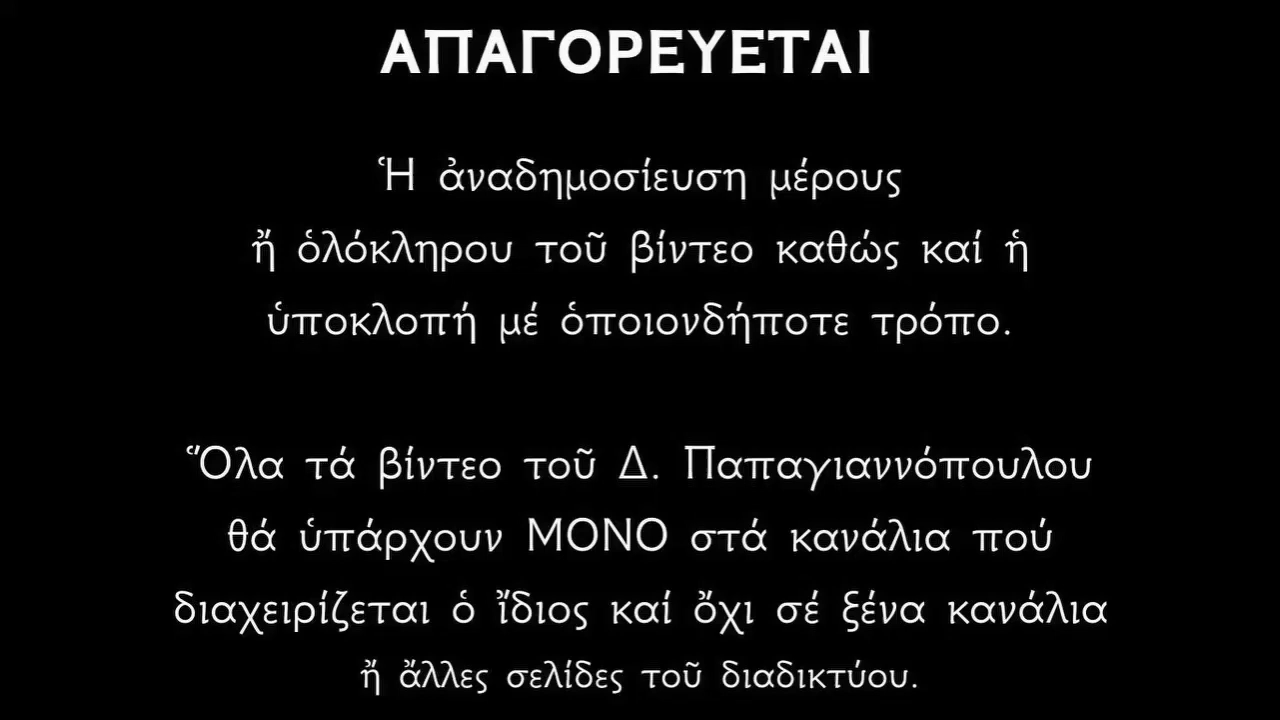 ΑΠΑΓΟΡΕΥΕΤΑΙ
Ἡ ἀναδημοσίευση μέρους
ἤ ὁλόκληρου τοῦ βίντεο καθώς καί ἡ
ὑποκλοπή μέ ὁποιονδήποτε τρόπο.
Ὅλα τά βίντεο τοῦ Δ. Παπαγιαννόπουλου
θά ὑπάρχουν ΜΟΝΟ στά κανάλια πού
διαχειρίζεται ὁ ἴδιος καί ὄχι σέ ξένα κανάλια
ἤ ἄλλες σελίδες τοῦ διαδικτύου.